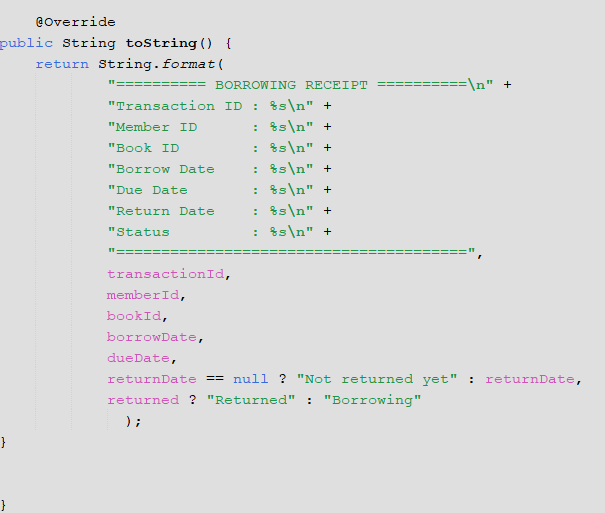 @Override
public String toString() {
return String.format(
"========== BORROWING RECEIPT ==========\n" +
"Transaction ID : %s\n" +
"Member ID      : %s\n" +
"Book ID        : %s\n" +
"Borrow Date    : %s\n" +
"Due Date       : %s\n" +
"Return Date    : %s\n" +
"Status         : %s\n" +
"=======================================",
transactionId,
memberId,
bookId,
borrowDate,
dueDate,
returnDate == null ? "Not returned yet" : returnDate,
returned ? "Returned" : "Borrowing"
);
}
}